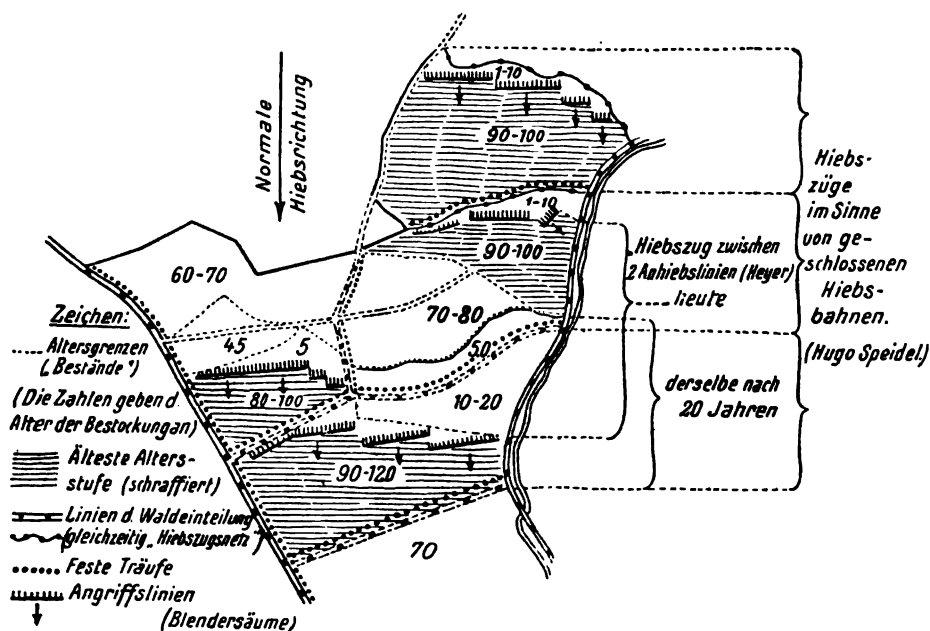 Normale
Hiebsrichtung
1-10
90-100
1-10
90-100
60-70
70-80
45
5
50
80-100
10-20
90-120
70
Hiebs-
züge
im Sinne
von ge-
schlossenen
Hiebs-
bahnen.
(Hugo Speidel.)
Hiebszug zwischen
2 Anhiebslinien (Heyer)
heute
derselbe nach
20 Jahren
Zeichen:
Altersgrenzen
(„Bestände“)
(Die Zahlen geben d.
Alter der Bestockung an)
Älteste Alters-
stufe (schraffiert)
Linien d. Waldeinteilung
(gleichzeitig „Hiebszugsnetz“)
Feste Träufe
Angriffslinien
(Blendersäume)